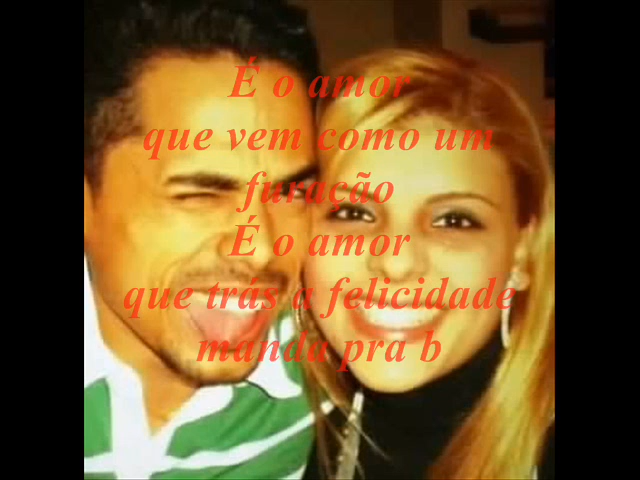 É o amor
que vem como um
furacão
É o amor
que trás a felicidade
manda pra b